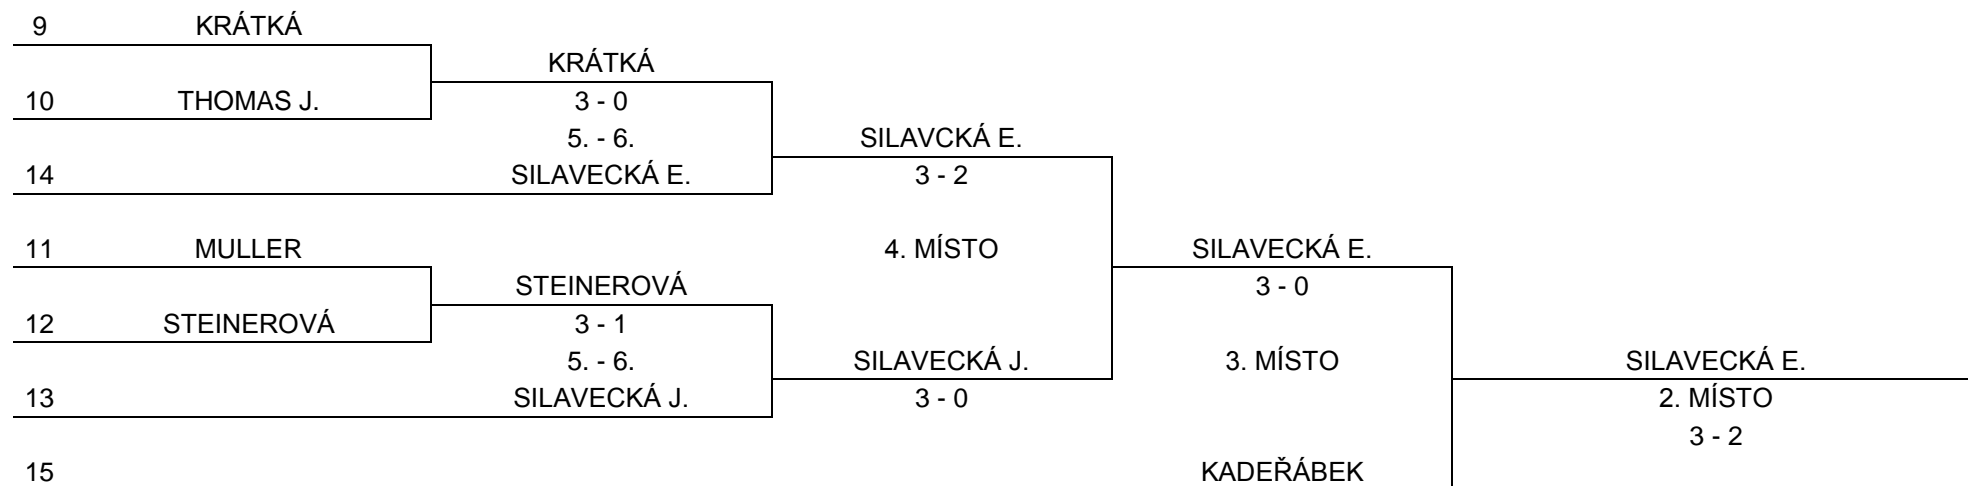 9 KRÁTKÁ
KRÁTKÁ
10 THOMAS J. 3 - 0
5. - 6. SILAVCKÁ E.
14 SILAVECKÁ E. 3 - 2
11 MULLER 4. MÍSTO SILAVECKÁ E.
STEINEROVÁ 3 - 0
12 STEINEROVÁ 3 - 1
5. - 6. SILAVECKÁ J. 3. MÍSTO SILAVECKÁ E.
13 SILAVECKÁ J. 3 - 0 2. MÍSTO
3 - 2
15 KADEŘÁBEK